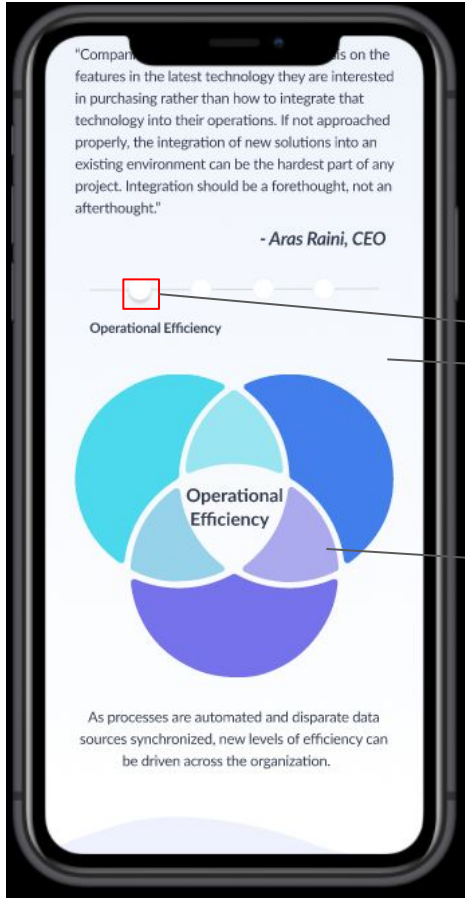 “Compan is on the
features in the latest technology they are interested
in purchasing rather than how to integrate that
technology into their operations. If not approached
properly, the integration of new solutions into an
existing environment can be the hardest part of any
project. Integration should be a forethought, not an
afterthought.”
- Aras Raini, CEO
Operational Efficiency
Operational
Efficiency
As processes are automated and disparate data
sources synchronized, new levels of efficiency can
be driven across the organization.